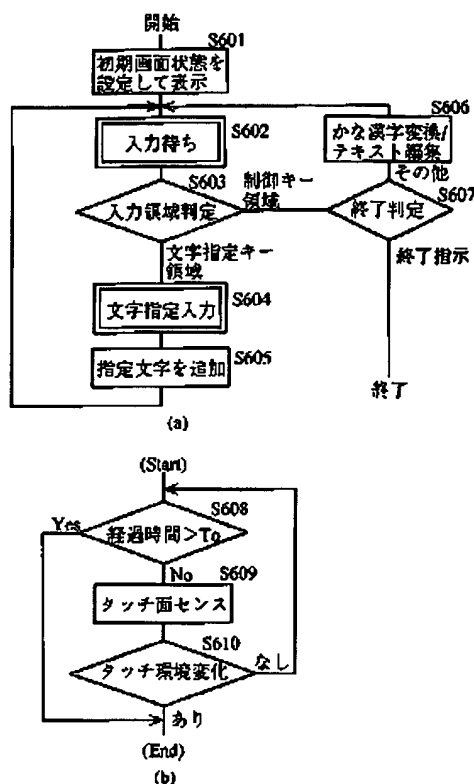 開始
S601
初期画面状態を
設定して表示
S606
入力待ち
S602
かな漢字変換/
テキスト編集
その他
S603
制御キー
領域
S607
入力領域判定
終了判定
文字指定キー
領域
終了指示
文字指定入力
S604
指定文字を追加
S605
終了
(a)
(Start)
S608
Yes
経過時間>To
No
S609
タッチ面センス
S610
タッチ環境変化
なし
あり
(End)
(b)